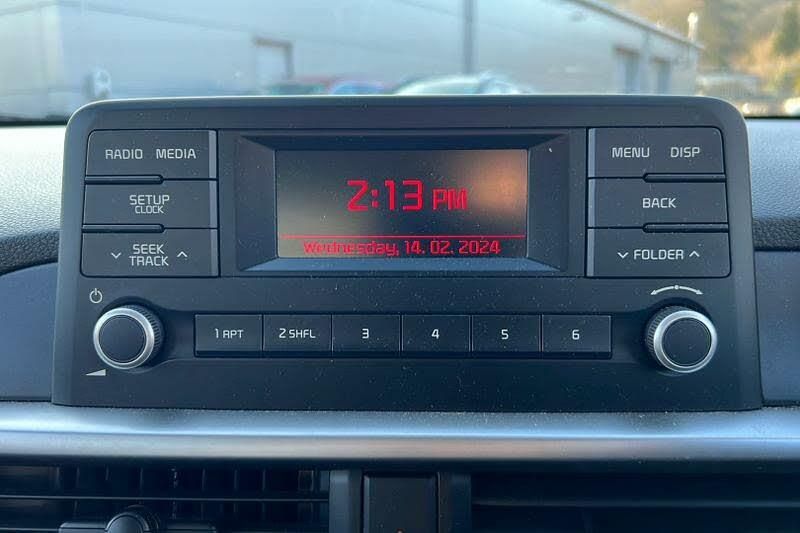 RADIO MEDIA
SETUP
CLOCK
SEEK
TRACK
2:13 PM
Wednesday, 14. 02. 2024
MENU DISP
BACK
FOLDER
1 RPT
2 SHFL
3
4
5
6